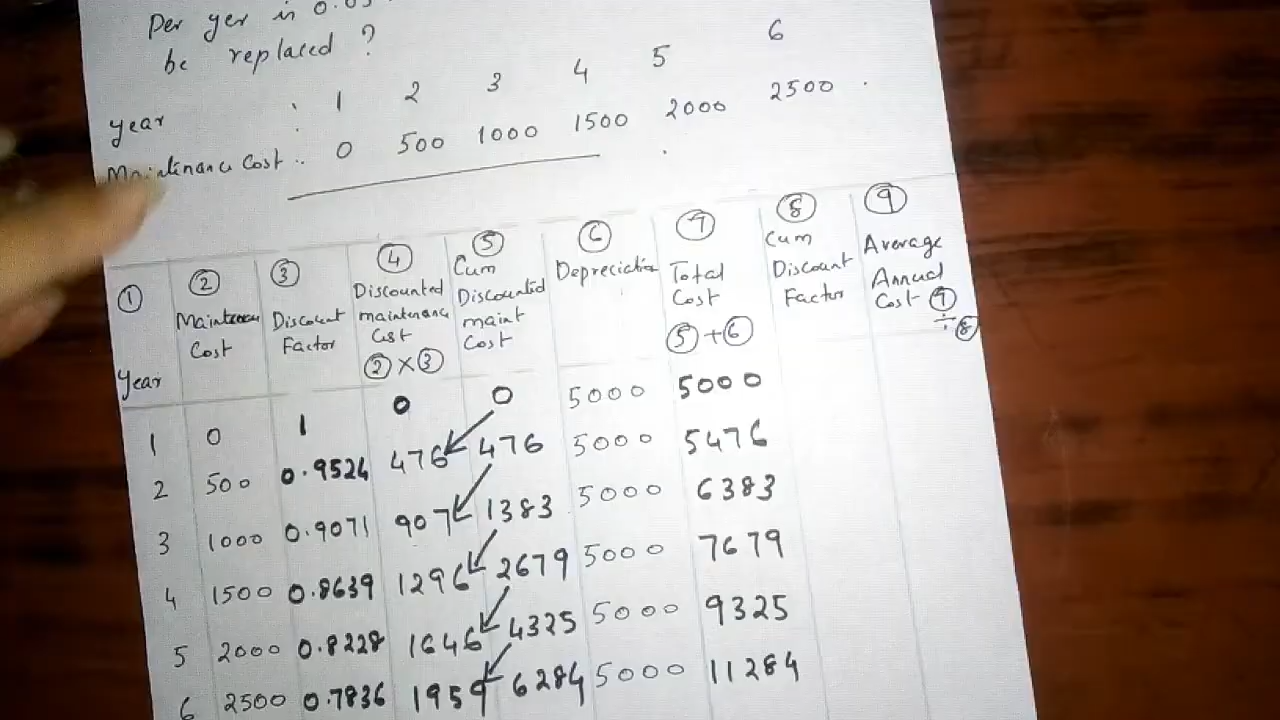 Per yer is 0.05
be replaced ?
year : 1 2 3 4 5 6
Maintinance Cost : 0 500 1000 1500 2000 2500 .
① ② ③ ④ ⑤ ⑥ ⑦ ⑧ ⑨
Year
Maintenance Cost
Discount Factor
Discounted maintenance Cost ② × ③
Cum Discounted maint Cost
Depreciation
Total Cost ⑤ + ⑥
Cum Discount Factor
Average Annual Cost ⑦ ÷ ⑧
1 0 1 0 0 5000 5000
2 500 0.9524 476 476 5000 5476
3 1000 0.9071 907 1383 5000 6383
4 1500 0.8639 1296 2679 5000 7679
5 2000 0.8228 1646 4325 5000 9325
6 2500 0.7836 1959 6284 5000 11284